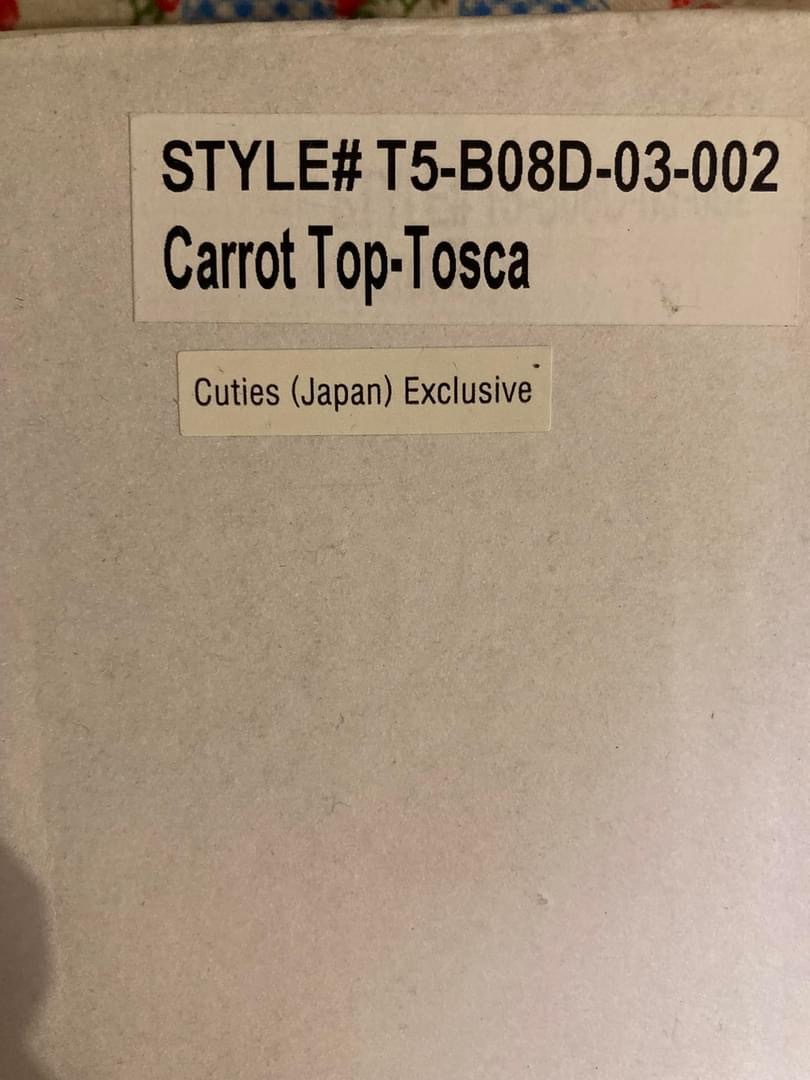 STYLE# T5-B08D-03-002
Carrot Top-Tosca
Cuties (Japan) Exclusive